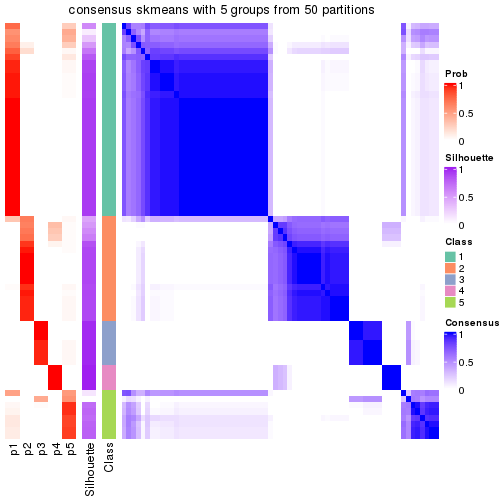 consensus skmeans with 5 groups from 50 partitions
Prob
1
0.5
0
Silhouette
1
0.5
0
Class
1
2
3
4
5
Consensus
1
0.5
0
p1
p2
p3
p4
p5
Silhouette
Class